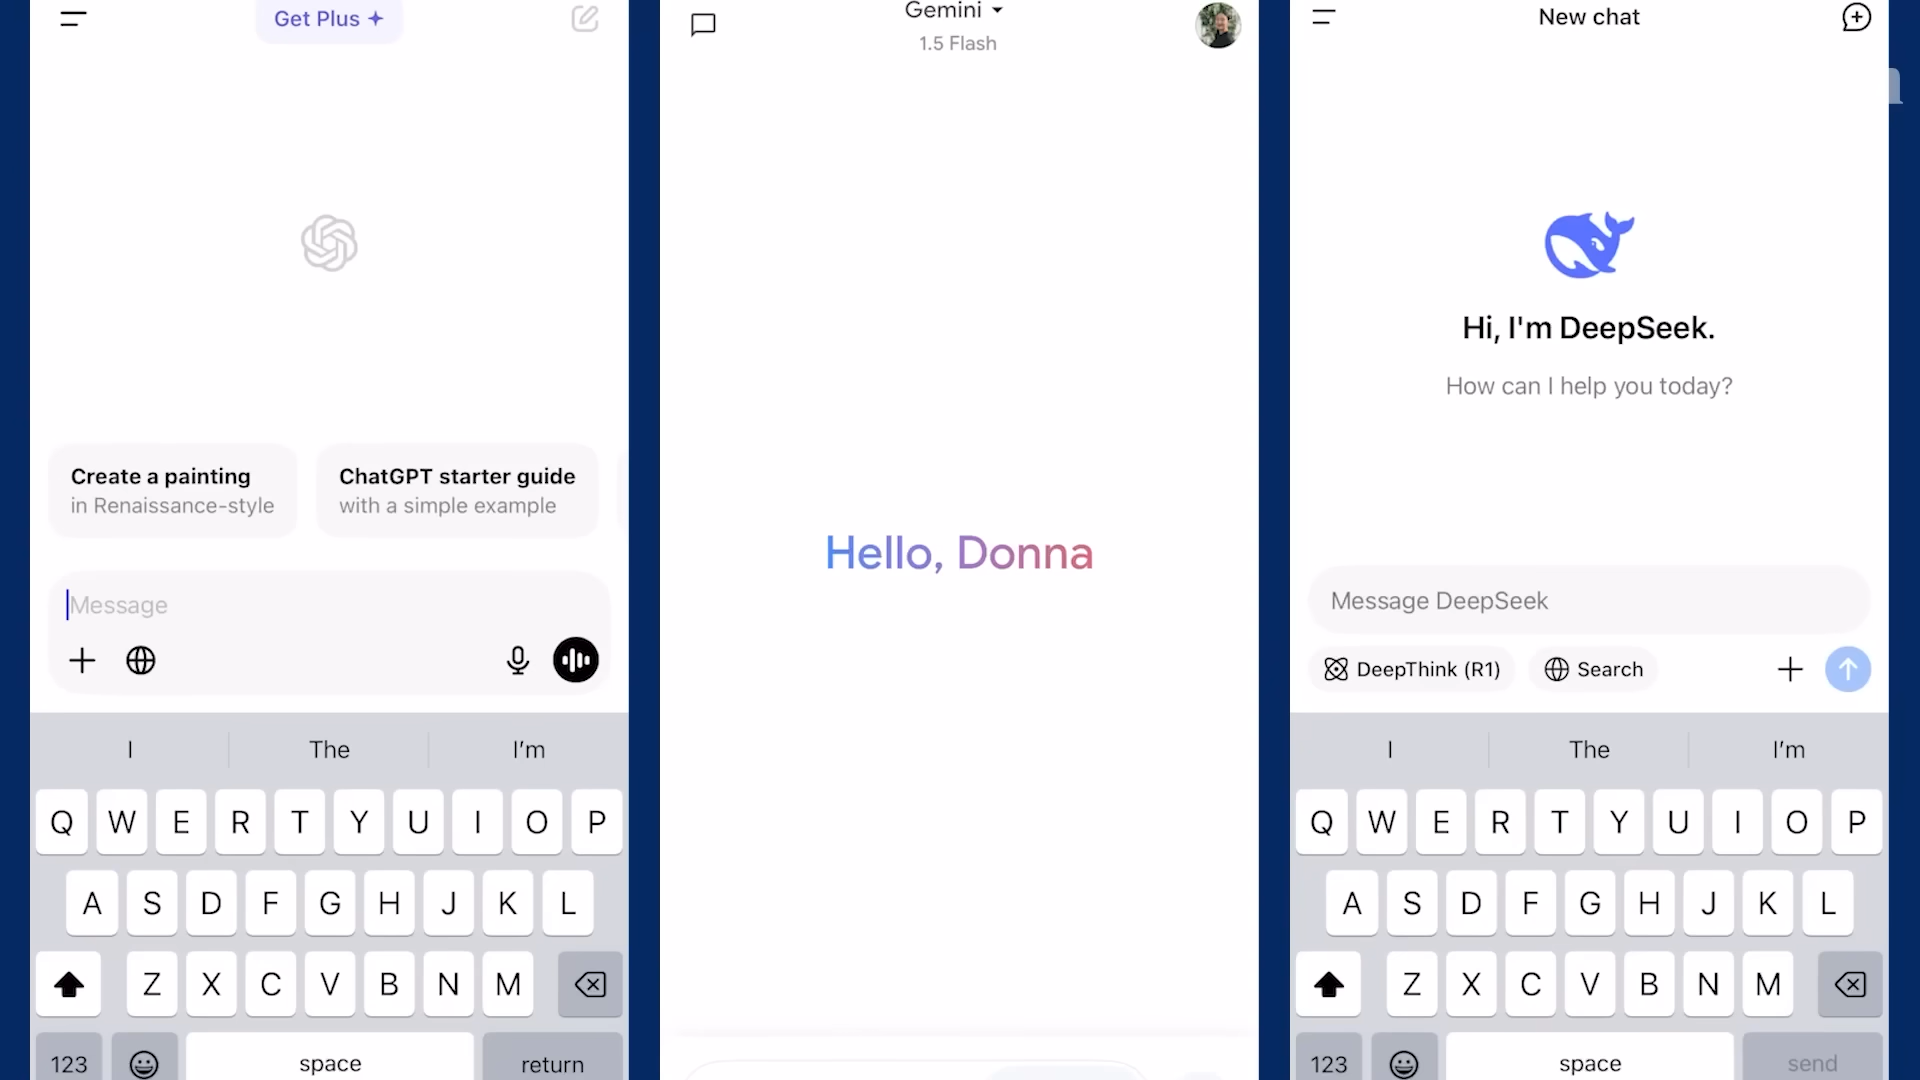 Get Plus
Create a painting
in Renaissance-style
ChatGPT starter guide
with a simple example
Message
I
The
I'm
Q W E R T Y U I O P
A S D F G H J K L
Z X C V B N M
123
space
return
Gemini
1.5 Flash
Hello, Donna
New chat
Hi, I'm DeepSeek.
How can I help you today?
Message DeepSeek
DeepThink (R1)
Search
I
The
I'm
Q W E R T Y U I O P
A S D F G H J K L
Z X C V B N M
123
space
send